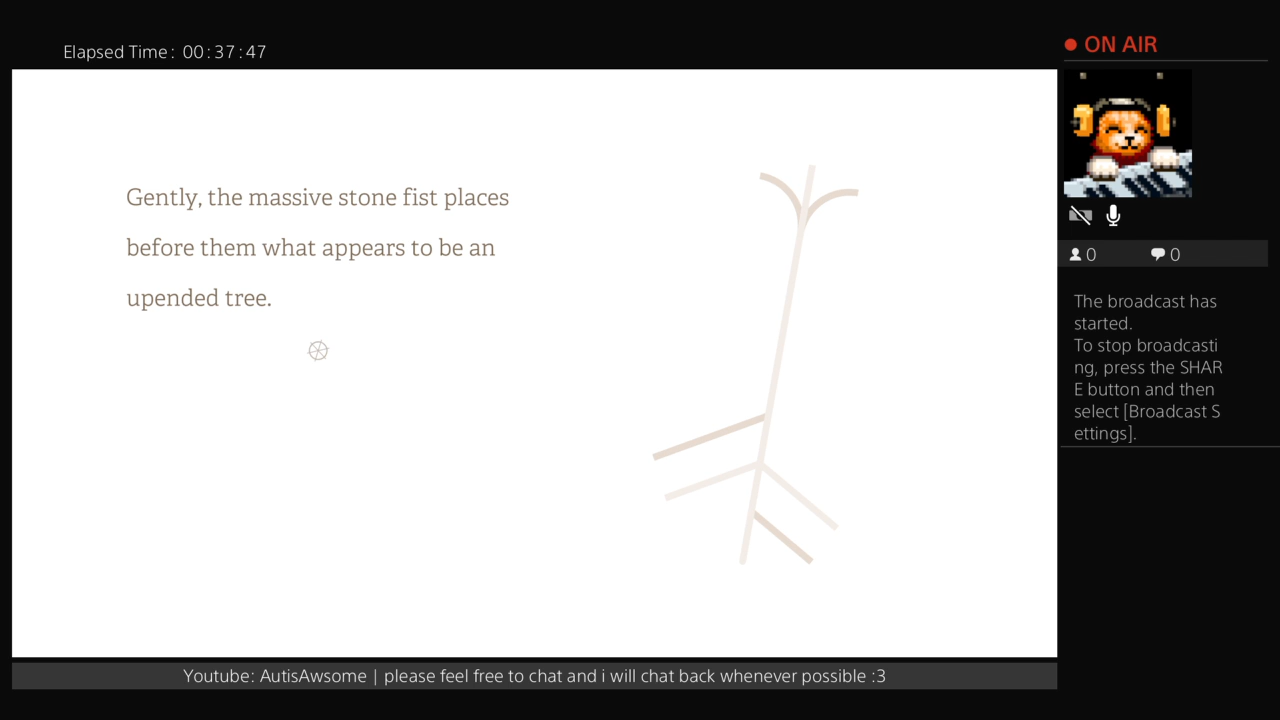 Elapsed Time: 00:37:47
ON AIR
Gently, the massive stone fist places
before them what appears to be an
upended tree.
0 0
The broadcast has
started.
To stop broadcasti
ng, press the SHAR
E button and then
select [Broadcast S
ettings].
Youtube: AutisAwsome | please feel free to chat and i will chat back whenever possible :3